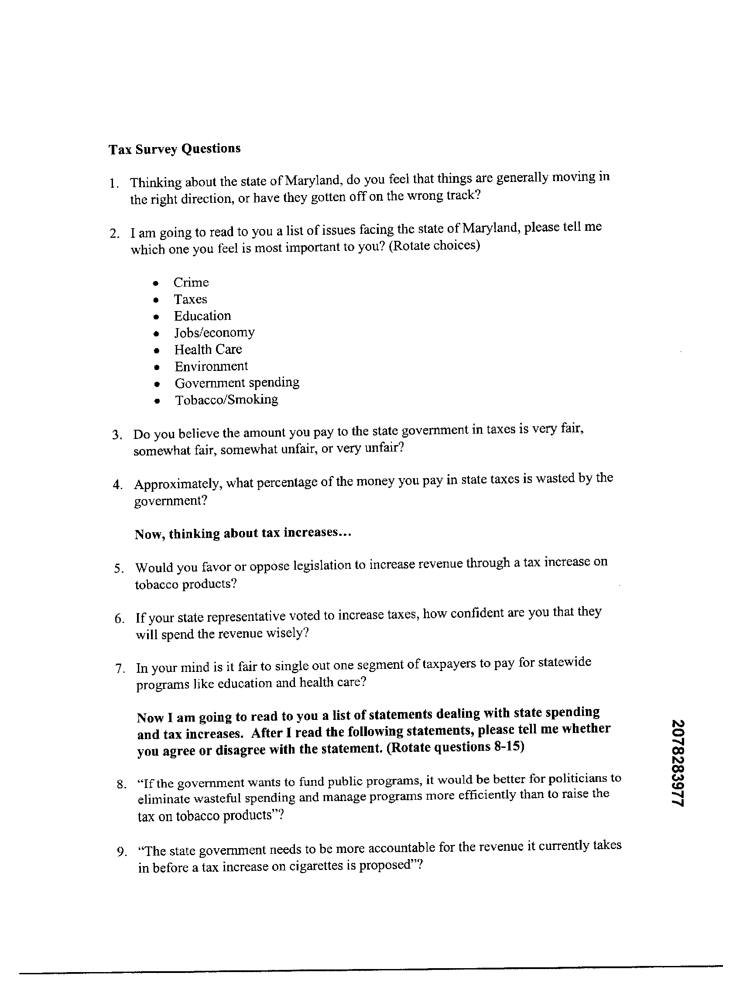 Tax Survey Questions
1. Thinking about the state of Maryland, do you feel that things are generally moving in
the right direction, or have they gotten off on the wrong track?
2. I am going to read to you a list of issues facing the state of Maryland, please tell me
which one you feel is most important to you? (Rotate choices)
• Crime
• Taxes
• Education
• Jobs/economy
• Health Care
• Environment
• Government spending
• Tobacco/Smoking
3. Do you believe the amount you pay to the state government in taxes is very fair,
somewhat fair, somewhat unfair, or very unfair?
4. Approximately, what percentage of the money you pay in state taxes is wasted by the
government?
Now, thinking about tax increases...
5. Would you favor or oppose legislation to increase revenue through a tax increase on
tobacco products?
6. If your state representative voted to increase taxes, how confident are you that they
will spend the revenue wisely?
7. In your mind is it fair to single out one segment of taxpayers to pay for statewide
programs like education and health care?
Now I am going to read to you a list of statements dealing with state spending
and tax increases. After I read the following statements, please tell me whether
you agree or disagree with the statement. (Rotate questions 8-15)
8. “If the government wants to fund public programs, it would be better for politicians to
eliminate wasteful spending and manage programs more efficiently than to raise the
tax on tobacco products”?
9. “The state government needs to be more accountable for the revenue it currently takes
in before a tax increase on cigarettes is proposed”?
2078283977